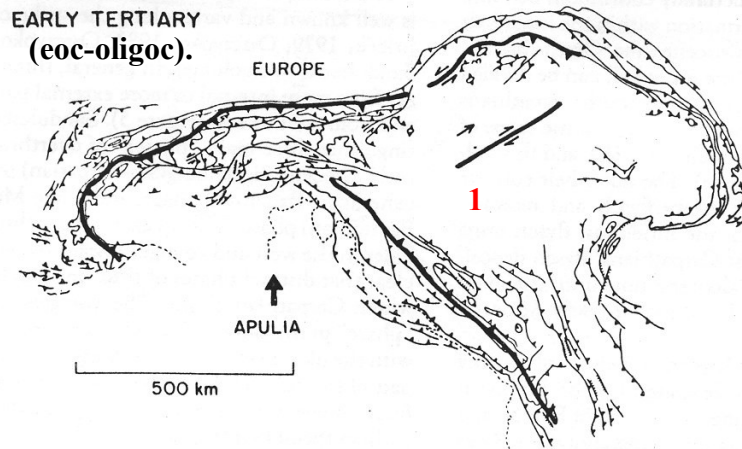 EARLY TERTIARY
(eoc-oligoc).
EUROPE
1
APULIA
500 km